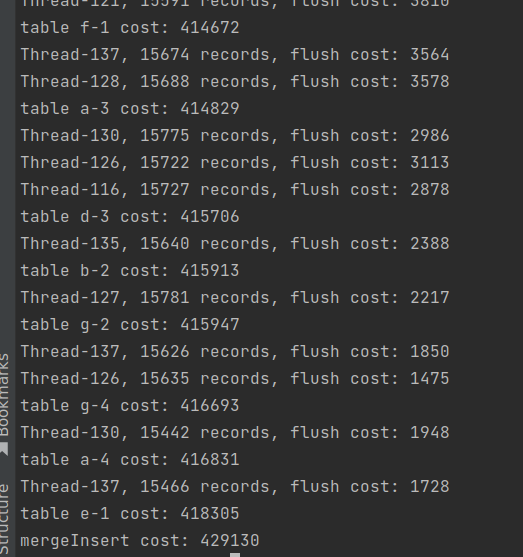 Thread-121, 15591 records, flush cost: 3810
table f-1 cost: 414672
Thread-137, 15674 records, flush cost: 3564
Thread-128, 15688 records, flush cost: 3578
table a-3 cost: 414829
Thread-130, 15775 records, flush cost: 2986
Thread-126, 15722 records, flush cost: 3113
Thread-116, 15727 records, flush cost: 2878
table d-3 cost: 415706
Thread-135, 15640 records, flush cost: 2388
table b-2 cost: 415913
Thread-127, 15781 records, flush cost: 2217
table g-2 cost: 415947
Thread-137, 15626 records, flush cost: 1850
Thread-126, 15635 records, flush cost: 1475
table g-4 cost: 416693
Thread-130, 15442 records, flush cost: 1948
table a-4 cost: 416831
Thread-137, 15466 records, flush cost: 1728
table e-1 cost: 418305
mergeInsert cost: 429130
Bookmarks
Structure